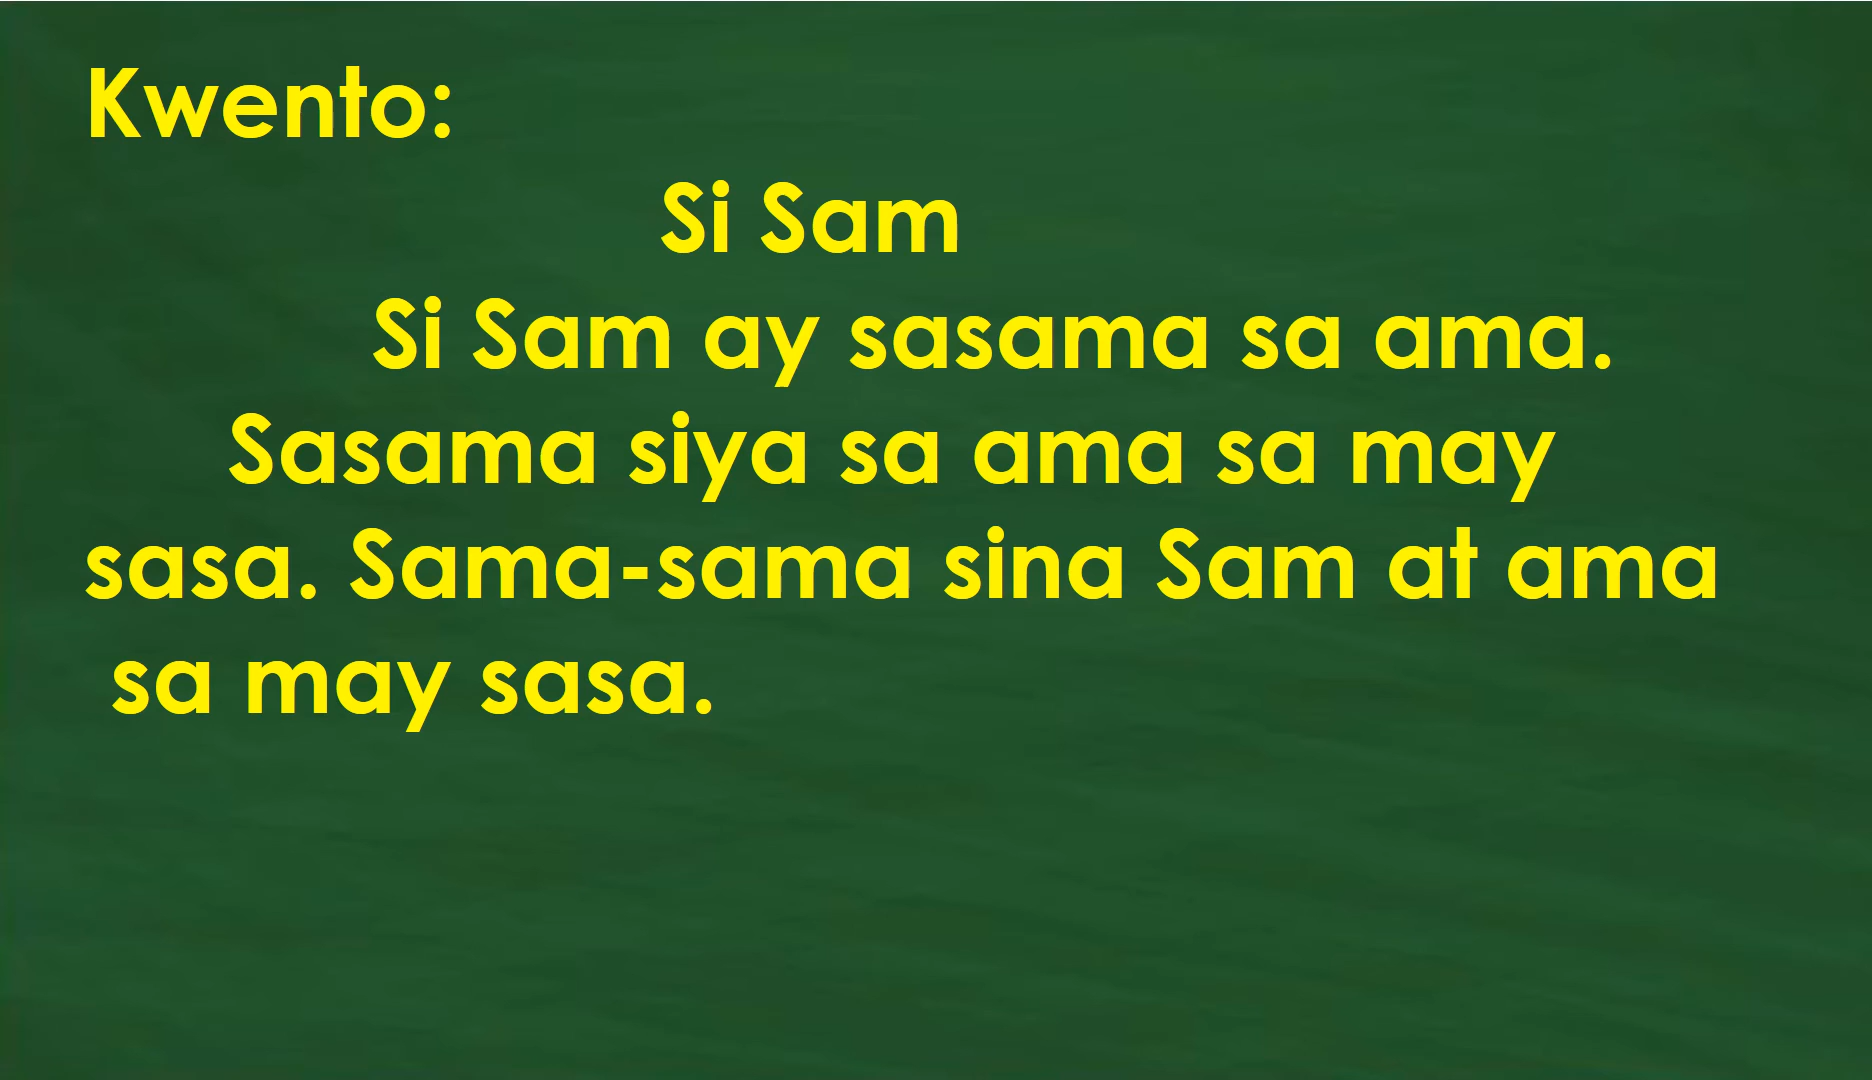 Kwento:
Si Sam
Si Sam ay sasama sa ama.
Sasama siya sa ama sa may
sasa. Sama-sama sina Sam at ama
sa may sasa.